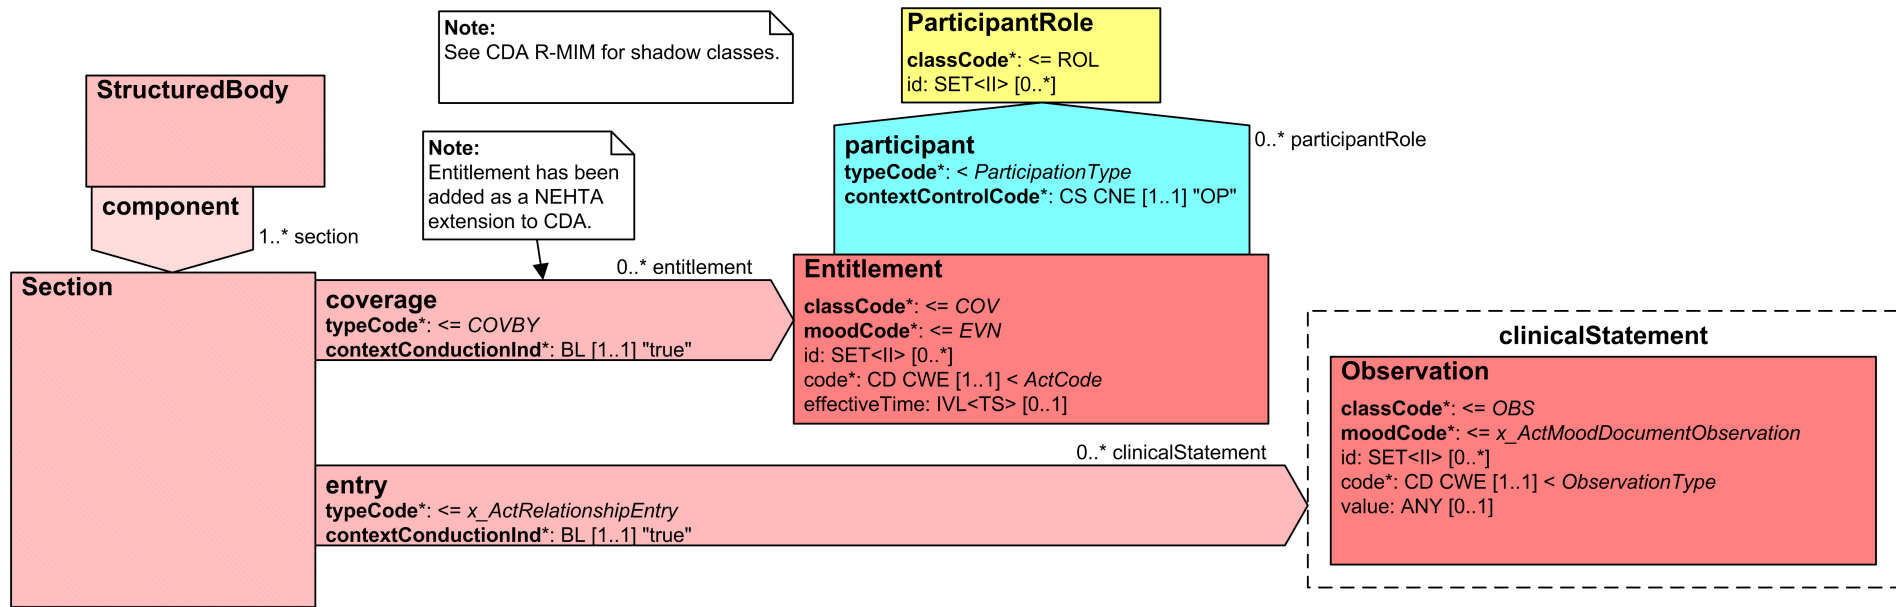 Note:
See CDA R-MIM for shadow classes.
ParticipantRole
classCode*: <= ROL
id: SET<II> [0..*]
StructuredBody
component
1..* section
Note:
Entitlement has been
added as a NEHTA
extension to CDA.
participant
typeCode*: < ParticipationType
contextControlCode*: CS CNE [1..1] "OP"
0..* participantRole
Section
coverage
typeCode*: <= COVBY
contextConductionInd*: BL [1..1] "true"
0..* entitlement
Entitlement
classCode*: <= COV
moodCode*: <= EVN
id: SET<II> [0..*]
code*: CD CWE [1..1] < ActCode
effectiveTime: IVL<TS> [0..1]
entry
typeCode*: <= x_ActRelationshipEntry
contextConductionInd*: BL [1..1] "true"
0..* clinicalStatement
clinicalStatement
Observation
classCode*: <= OBS
moodCode*: <= x_ActMoodDocumentObservation
id: SET<II> [0..*]
code*: CD CWE [1..1] < ObservationType
value: ANY [0..1]